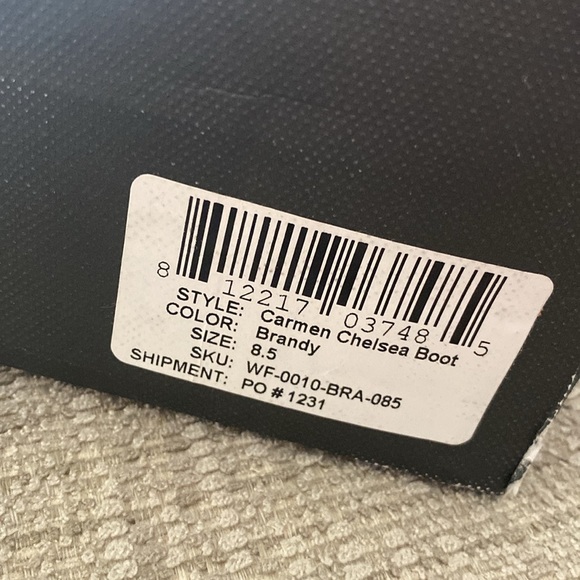 8 12217 03748 5
STYLE: Carmen Chelsea Boot
COLOR: Brandy
SIZE: 8.5
SKU: WF-0010-BRA-085
SHIPMENT: PO # 1231